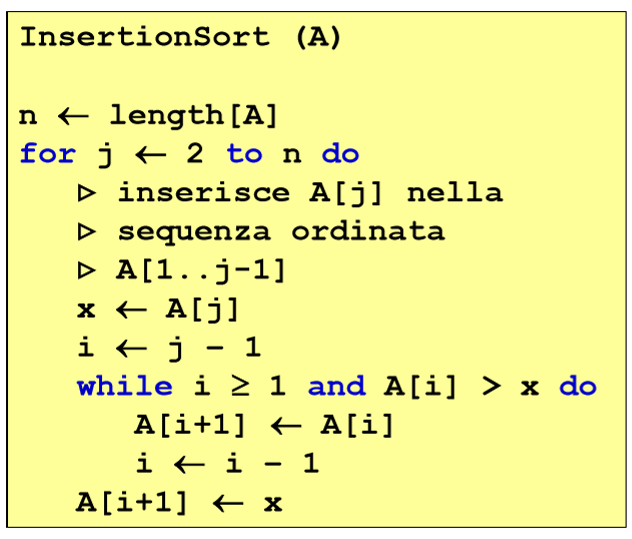 InsertionSort (A)
n ← length[A]
for j ← 2 to n do
▷ inserisce A[j] nella
▷ sequenza ordinata
▷ A[1..j-1]
x ← A[j]
i ← j - 1
while i ≥ 1 and A[i] > x do
A[i+1] ← A[i]
i ← i - 1
A[i+1] ← x